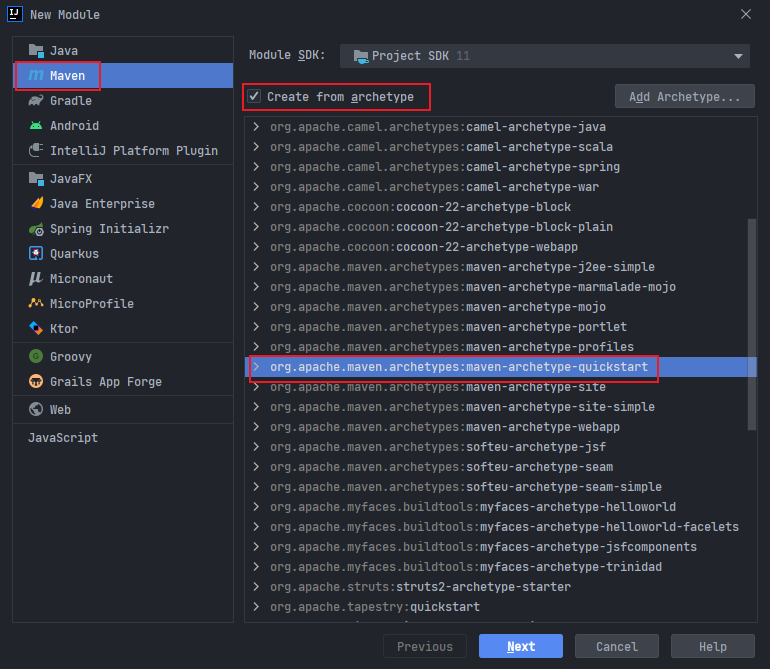 New Module
Java
Maven
Gradle
Android
IntelliJ Platform Plugin
JavaFX
Java Enterprise
Spring Initializr
Quarkus
Micronaut
MicroProfile
Ktor
Groovy
Grails App Forge
Web
JavaScript
Module SDK: Project SDK 11
Create from archetype
Add Archetype...
org.apache.camel.archetypes:camel-archetype-java
org.apache.camel.archetypes:camel-archetype-scala
org.apache.camel.archetypes:camel-archetype-spring
org.apache.camel.archetypes:camel-archetype-war
org.apache.cocoon:cocoon-22-archetype-block
org.apache.cocoon:cocoon-22-archetype-block-plain
org.apache.cocoon:cocoon-22-archetype-webapp
org.apache.maven.archetypes:maven-archetype-j2ee-simple
org.apache.maven.archetypes:maven-archetype-marmalade-mojo
org.apache.maven.archetypes:maven-archetype-mojo
org.apache.maven.archetypes:maven-archetype-portlet
org.apache.maven.archetypes:maven-archetype-profiles
org.apache.maven.archetypes:maven-archetype-quickstart
org.apache.maven.archetypes:maven-archetype-site
org.apache.maven.archetypes:maven-archetype-site-simple
org.apache.maven.archetypes:maven-archetype-webapp
org.apache.maven.archetypes:softeu-archetype-jsf
org.apache.maven.archetypes:softeu-archetype-seam
org.apache.maven.archetypes:softeu-archetype-seam-simple
org.apache.myfaces.buildtools:myfaces-archetype-helloworld
org.apache.myfaces.buildtools:myfaces-archetype-helloworld-facelets
org.apache.myfaces.buildtools:myfaces-archetype-jsfcomponents
org.apache.myfaces.buildtools:myfaces-archetype-trinidad
org.apache.struts:struts2-archetype-starter
org.apache.tapestry:quickstart
Previous
Next
Cancel
Help